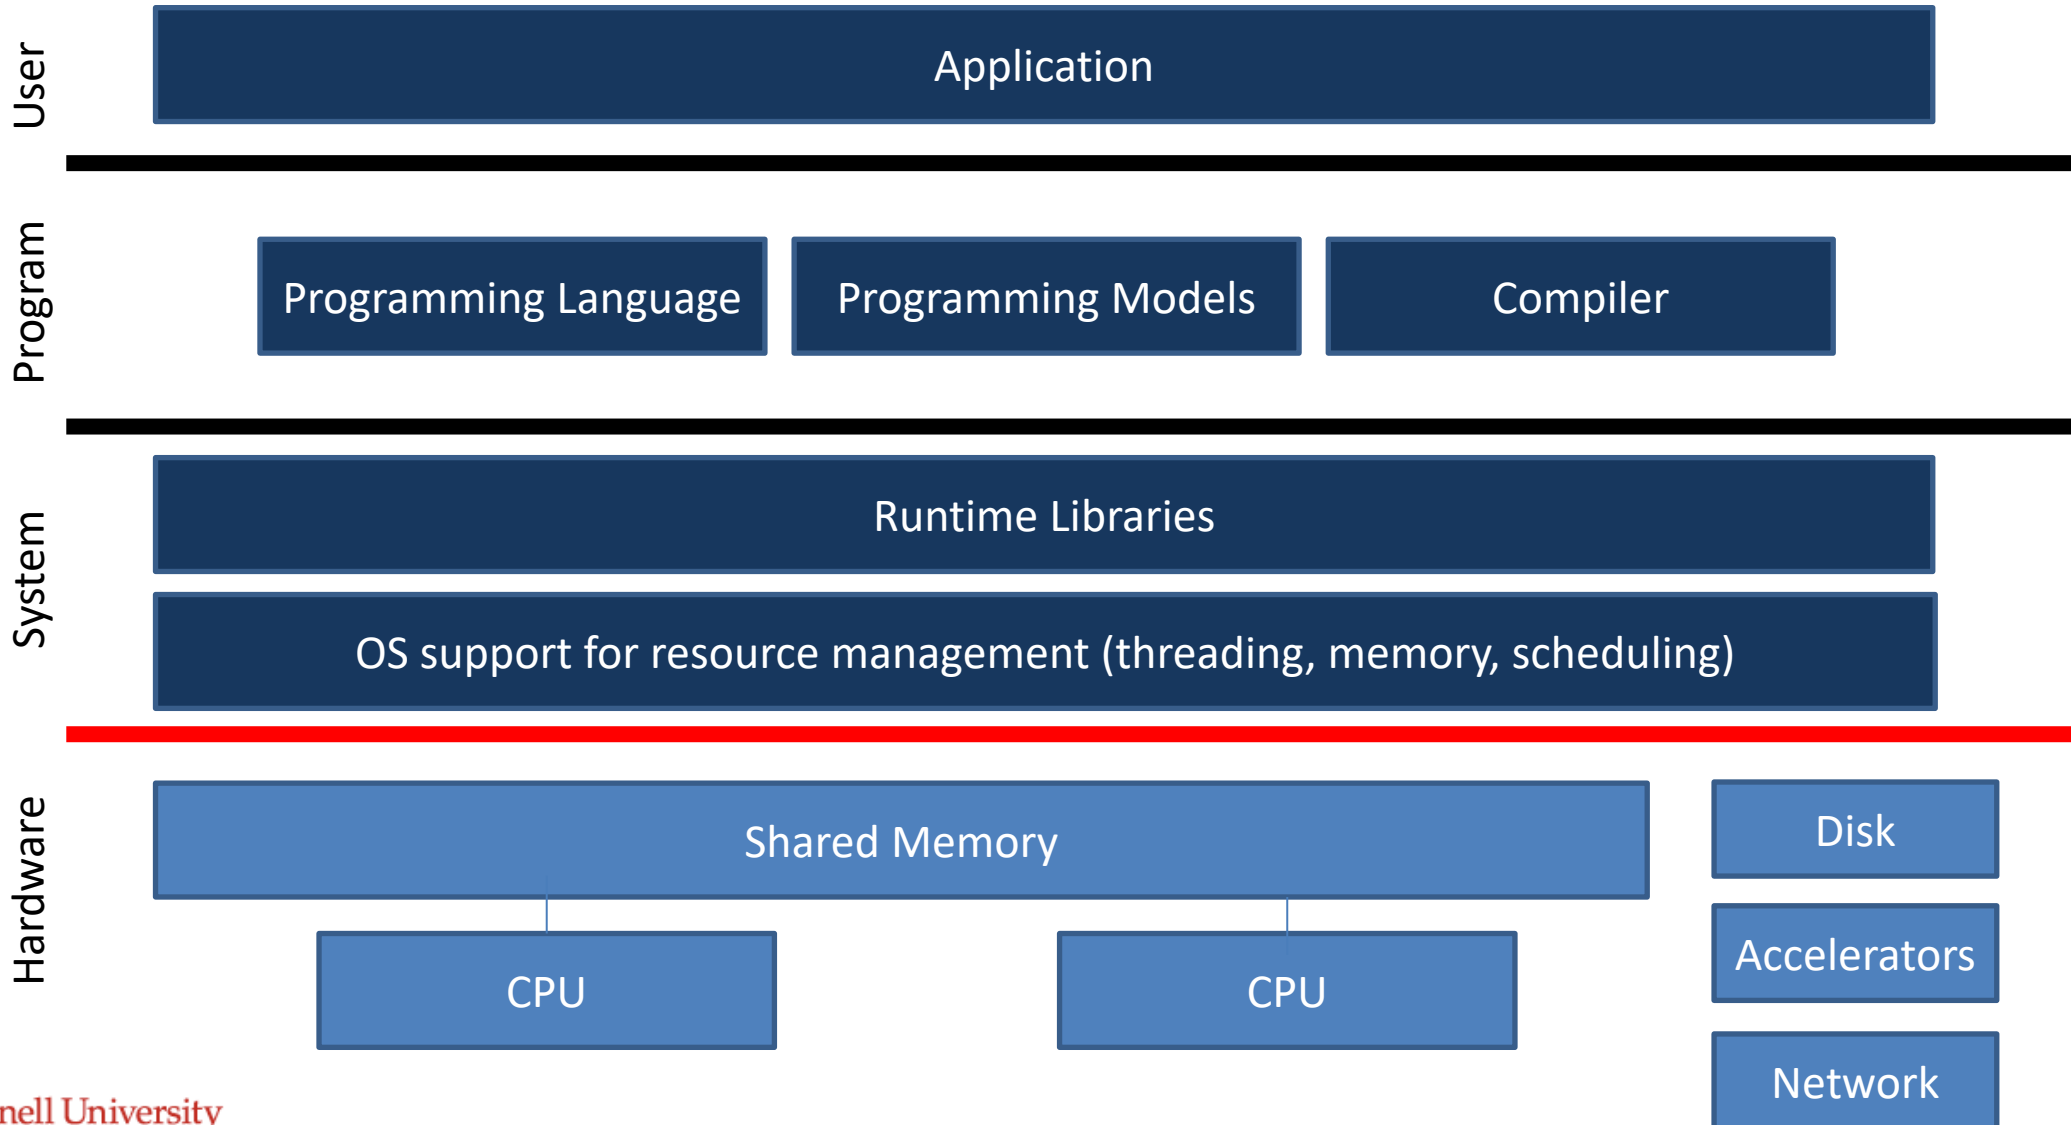 User
Application
Program
Programming Language
Programming Models
Compiler
System
Runtime Libraries
OS support for resource management (threading, memory, scheduling)
Hardware
Shared Memory
Disk
Accelerators
CPU
CPU
Network
nell University